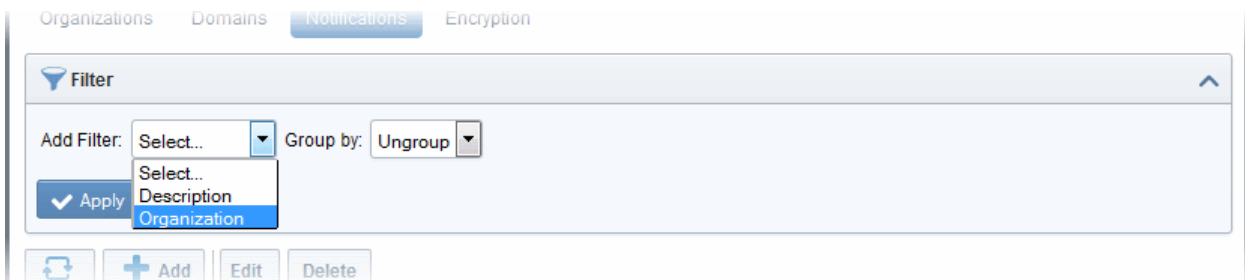 Organizations Domains Notifications Encryption
Filter
Add Filter: Select... Group by: Ungroup
Select...
Description
Apply
Organization
Add Edit Delete